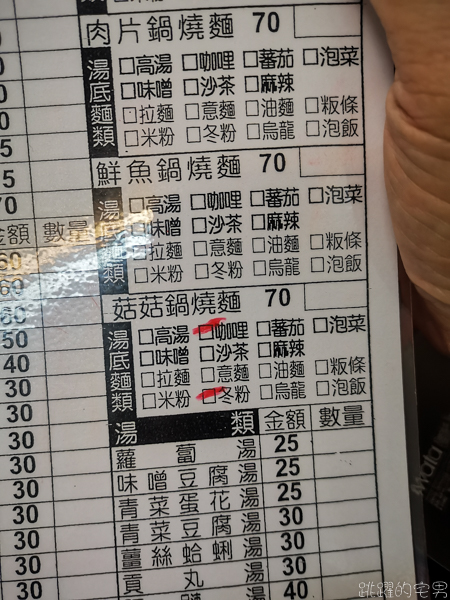 肉片鍋燒麵 70
湯底 □高湯 □咖哩 □蕃茄 □泡菜
□味噌 □沙茶 □麻辣
麵類 □拉麵 □意麵 □油麵 □粄條
□米粉 □冬粉 □烏龍 □泡飯
鮮魚鍋燒麵 70
湯底 □高湯 □咖哩 □蕃茄 □泡菜
□味噌 □沙茶 □麻辣
麵類 □拉麵 □意麵 □油麵 □粄條
□米粉 □冬粉 □烏龍 □泡飯
菇菇鍋燒麵 70
湯底 □高湯 □咖哩 □蕃茄 □泡菜
□味噌 □沙茶 □麻辣
麵類 □拉麵 □意麵 □油麵 □粄條
□米粉 □冬粉 □烏龍 □泡飯
湯類 金額 數量
蘿蔔湯 25
味噌豆腐湯 25
青菜蛋花湯 25
青菜豆腐湯 30
薑絲蛤蜊湯 30
貢丸湯 30
40
金額 數量
60
60
60
50
40
30
30
30
30
30
30
30
30
跳躍的宅男